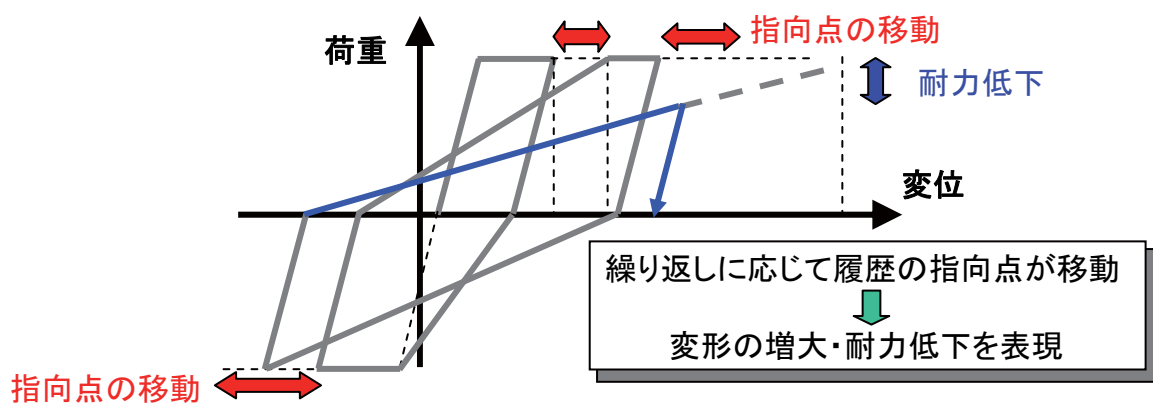 荷重
指向点の移動
耐力低下
変位
繰り返しに応じて履歴の指向点が移動
変形の増大・耐力低下を表現
指向点の移動